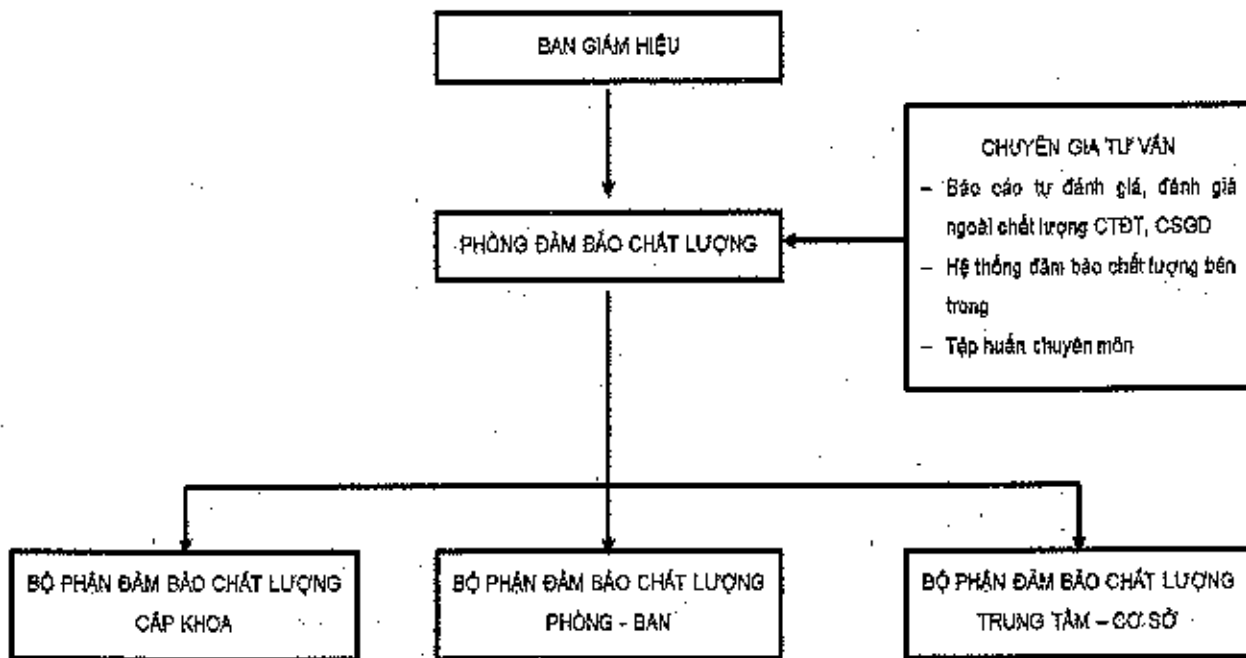 BAN GIÁM HIỆU
CHUYÊN GIA TƯ VẤN
– Báo cáo tự đánh giá, đánh giá
ngoài chất lượng CTĐT, CSGD
– Hệ thống đảm bảo chất lượng bên
trong
– Tập huấn chuyên môn
PHÒNG ĐẢM BẢO CHẤT LƯỢNG
BỘ PHẬN ĐẢM BẢO CHẤT LƯỢNG
CẤP KHOA
BỘ PHẬN ĐẢM BẢO CHẤT LƯỢNG
PHÒNG - BAN
BỘ PHẬN ĐẢM BẢO CHẤT LƯỢNG
TRUNG TÂM – CƠ SỞ